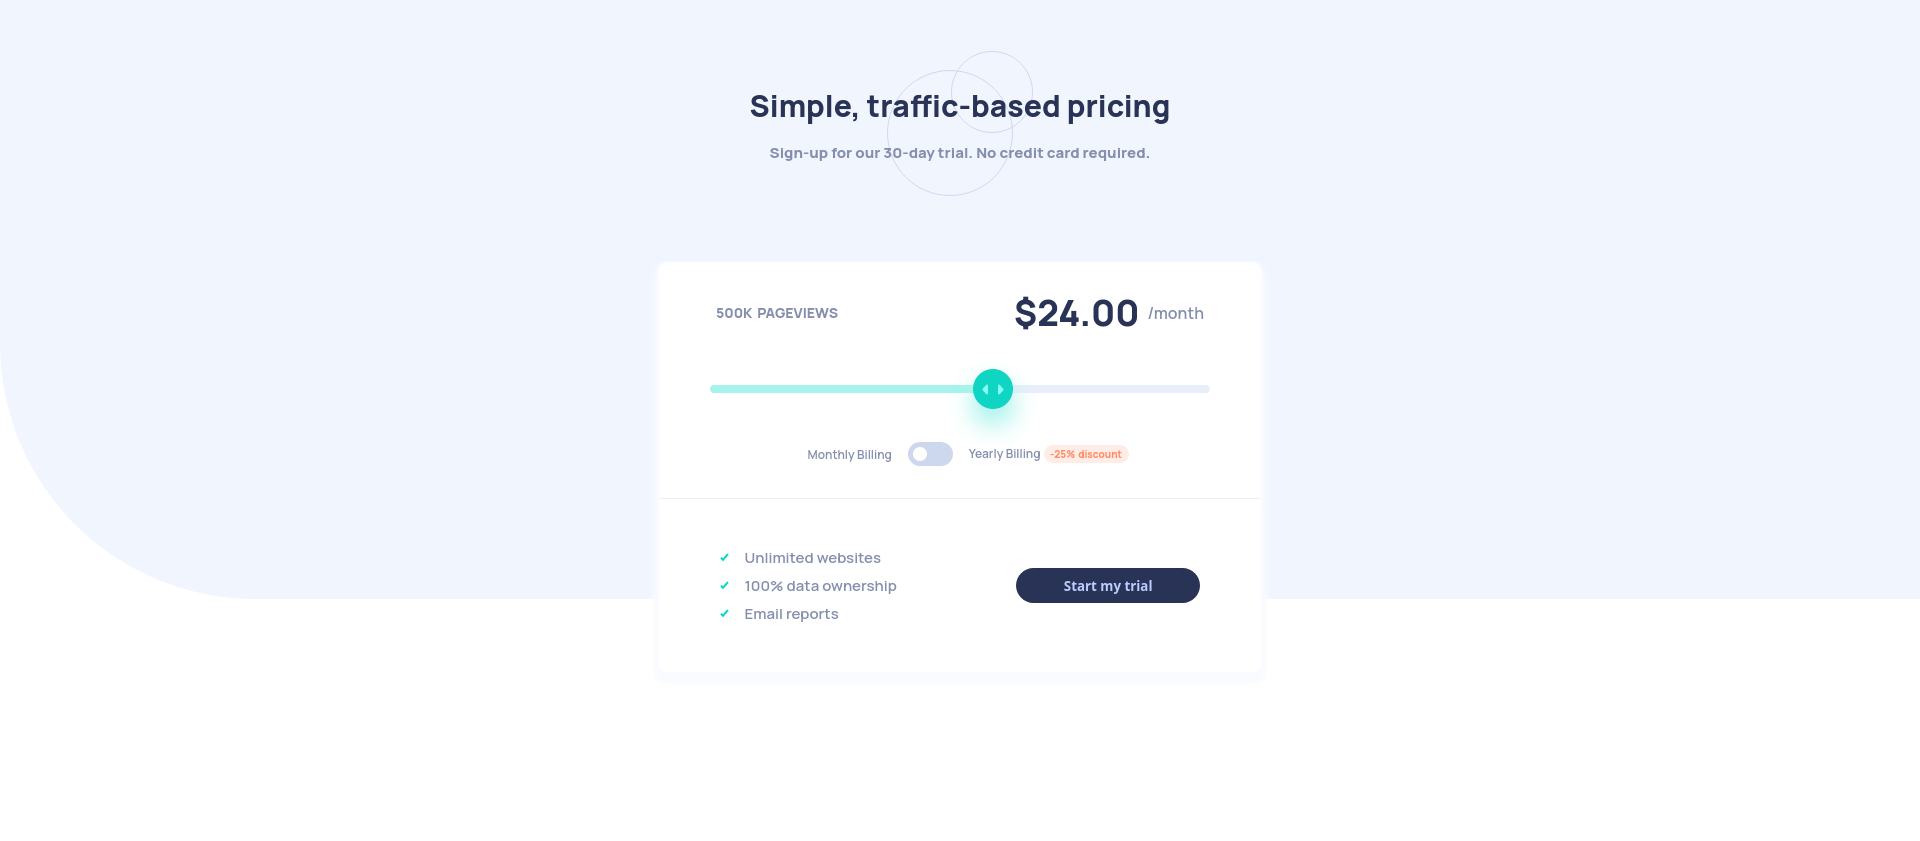 Simple, traffic-based pricing
Sign-up for our 30-day trial. No credit card required.
500K PAGEVIEWS
$24.00 /month
Monthly Billing
Yearly Billing -25% discount
Unlimited websites
100% data ownership
Email reports
Start my trial